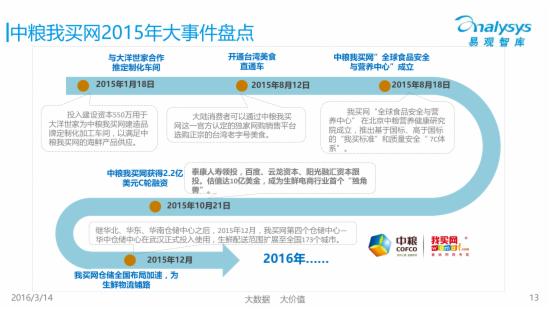 中粮我买网2015年大事件盘点
analysys
易观智库
与大洋世家合作
推定制化车间
开通台湾美食
直通车
中粮我买网”全球食品安全
与营养中心”成立
2015年1月18日
2015年8月12日
2015年8月18日
投入建设资本550万用于
大洋世家为中粮我买网建造品
牌定制化加工车间，以满足中
粮我买网的海鲜产品供应。
大陆消费者可以通过中粮我买
网这一官方认定的独家网购销售平台
选购正宗的台湾老字号美食。
我买网“全球食品安全与
营养中心” 在北京中粮营养健康研究
院成立，推出基于国标、高于国标
的“我买标准”和质量安全“ 7C体
系”。
中粮我买网获得2.2亿
美元C轮融资
泰康人寿领投，百度、云龙资本、阳光融汇资本跟
投。估值达10亿美金，成为生鲜电商行业首个“独角
兽”。
2015年10月21日
继华北、华东、华南仓储中心之后，2015年12月，我买网第四个仓储中心—
华中仓储中心在武汉正式投入使用，生鲜配送范围扩展至全国173个城市。
2015年12月
2016年……
我买网仓储全国布局加速，为
生鲜物流铺路
中粮
COFCO
我买网
womai.com
2016/3/14
大数据 大价值
13